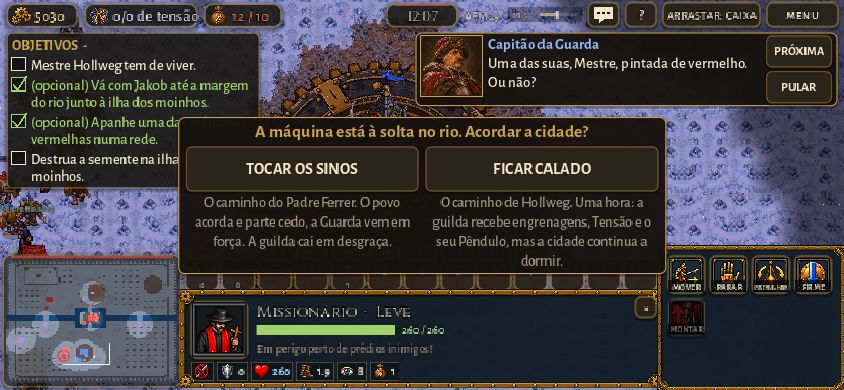 5030
0/0 de tensão
12 / 10
12:07
?
ARRASTAR: CAIXA
MENU
OBJETIVOS -
Mestre Hollweg tem de viver.
(opcional) Vá com Jakob até a margem
do rio junto à ilha dos moinhos.
(opcional) Apanhe uma da
vermelhas numa rede.
Destrua a semente na ilha
moinhos.
Capitão da Guarda
Uma das suas, Mestre, pintada de vermelho.
Ou não?
PRÓXIMA
PULAR
A máquina está à solta no rio. Acordar a cidade?
TOCAR OS SINOS
FICAR CALADO
O caminho do Padre Ferrer. O povo
acorda e parte cedo, a Guarda vem em
força. A guilda cai em desgraça.
O caminho de Hollweg. Uma hora: a
guilda recebe engrenagens, Tensão e o
seu Pêndulo, mas a cidade continua a
dormir.
Missionário - Leve
260 / 260
Em perigo perto de prédios inimigos!
0
260
1.9
8
1
MOVER
PARAR
PATRULHAR
FIRME
MONTAR